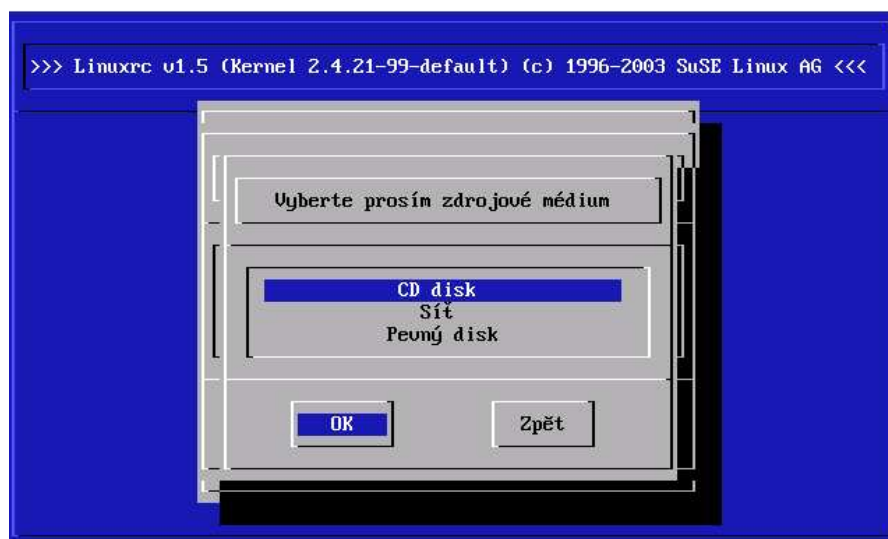 >>> Linuxrc v1.5 (Kernel 2.4.21-99-default) (c) 1996-2003 SuSE Linux AG <<<
Vyberte prosím zdrojové médium
CD disk
Síť
Pevný disk
OK Zpět